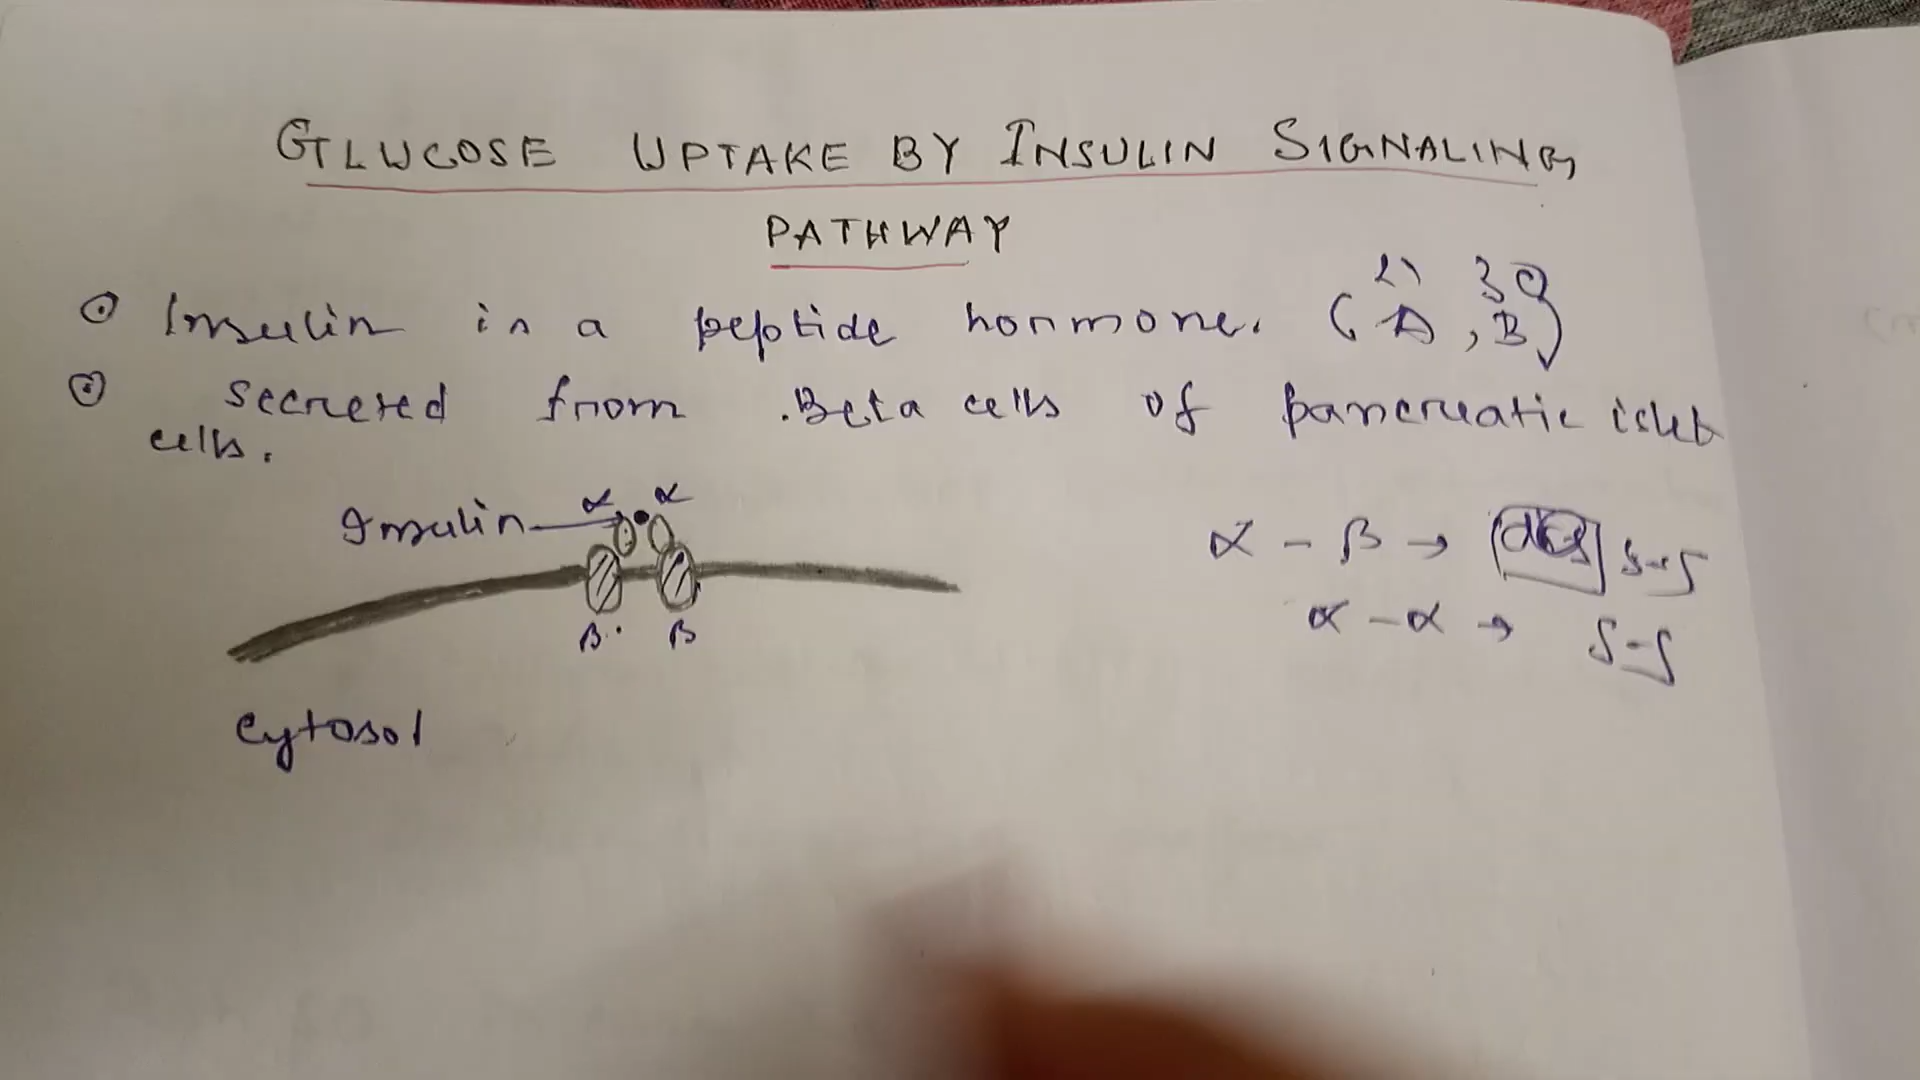 GLUCOSE UPTAKE BY INSULIN SIGNALING
PATHWAY
21 30
Insulin is a peptide hormone. (A, B)
secreted from Beta cells of pancreatic islet
cells.
Insulin α α
β β
Cytosol
α - β → S-S
α - α → S-S